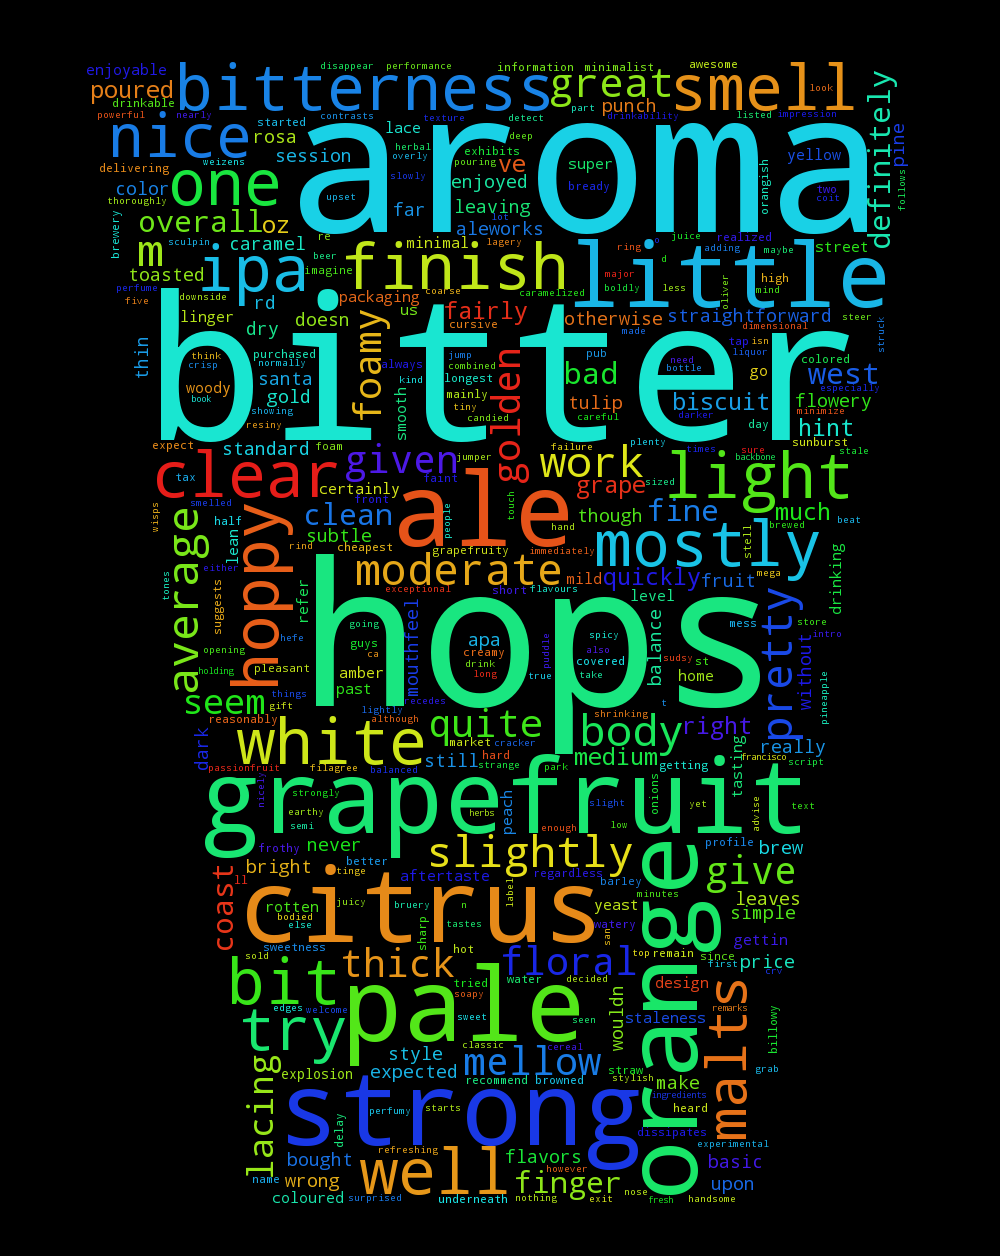 disappear performance information minimalist awesome
enjoyable bitterness great smell look
poured part punch definitely
drinkable powerful nearly contrasts texture detect drinkability listed impression
nice aroma started lace deep pine
rosa herbal exhibits yellow
session overly pouring ve super
delivering weizens orangish follows
color one slowly enjoyed bready two
thoroughly upset coit
far leaving lot
overall oz aleworks
brewery sculpin caramel re minimal lagery ring juice realized maybe street
m ipa beer finish little adding
toasted imagine major d high
perfume downside packaging coarse caramelized boldly less oliver mind
five rd us fairly dimensional steer
linger dry doesn foamy cursive otherwise straightforward struck
thin think purchased bitter always jump pub made tap isn colored
crisp normally combined need liquor
woody santa kind longest bad bottle go west especially
book gold smooth mainly golden tulip biscuit flowery
showing tiny darker minimize
resiny candied careful day hint
expect standard foam failure plenty times sure sunburst stale
clear given jumper work backbone light
tax certainly faint grape sized
smelled front ale touch much
wisps half clean people hand though fine brewed beat
average hoppy lean subtle stell mostly
rind cheapest grapefruity immediately
tones either moderate mild quickly fruit mega drinking
suggests refer exceptional short flavours level store
hefe going mouthfeel hops balance mess pretty intro
opening guys apa spicy without
ca creamy also
holding pleasant amber drink puddle covered sudsy st
things long true take home pineapple
seem gift past lightly recedes t
reasonably although shrinking
dark white quite body right
market cracker really francisco
still hard medium tasting script
passionfruit filagree balanced strange park getting
nicely strongly grapefruit slight onions yet advise text
earthy peach herbs
semi enough low
frothy never slightly profile brew
bright tinge better aftertaste regardless barley give
coast ll citrus label minutes leaves
rotten juicy bruery n yeast orangey simple
bodied sharp tastes watery
else san gettin
sweetness hot floral top remain since
sold bit thick decided first price crv
tried water design
edges welcome pale soapy sweet seen wouldn staleness malts remarks billowy
try classic cereal
style mellow straw grab
lacing explosion expected recommend browned stylish make
strong ingredients
perfumy starts heard
delay dissipates experimental
refreshing flavors
bought well however basic
name wrong finger nose upon
coloured surprised underneath nothing exit fresh handsome